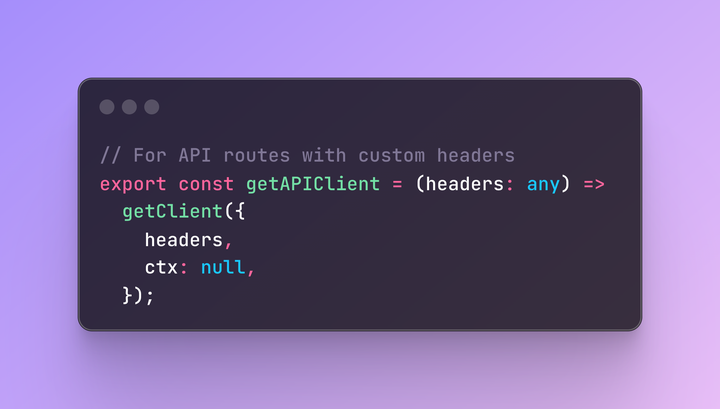 // For API routes with custom headers
export const getAPIClient = (headers: any) =>
  getClient({
    headers,
    ctx: null,
  });